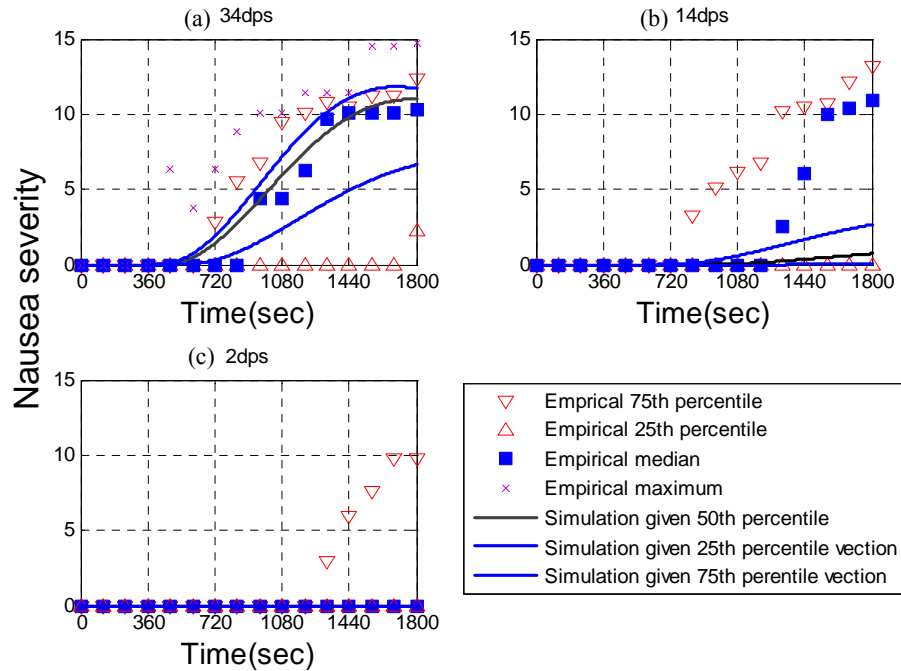 (a) 34dps
(b) 14dps
15
10
5
0
0 360 720 1080 1440 1800
Time(sec)
15
10
5
0
0 360 720 1080 1440 1800
Time(sec)
Nausea severity
(c) 2dps
15
10
5
0
0 360 720 1080 1440 1800
Time(sec)
Emprical 75th percentile
Empirical 25th percentile
Empirical median
Empirical maximum
Simulation given 50th percentile
Simulation given 25th percentile vection
Simulation given 75th perentile vection